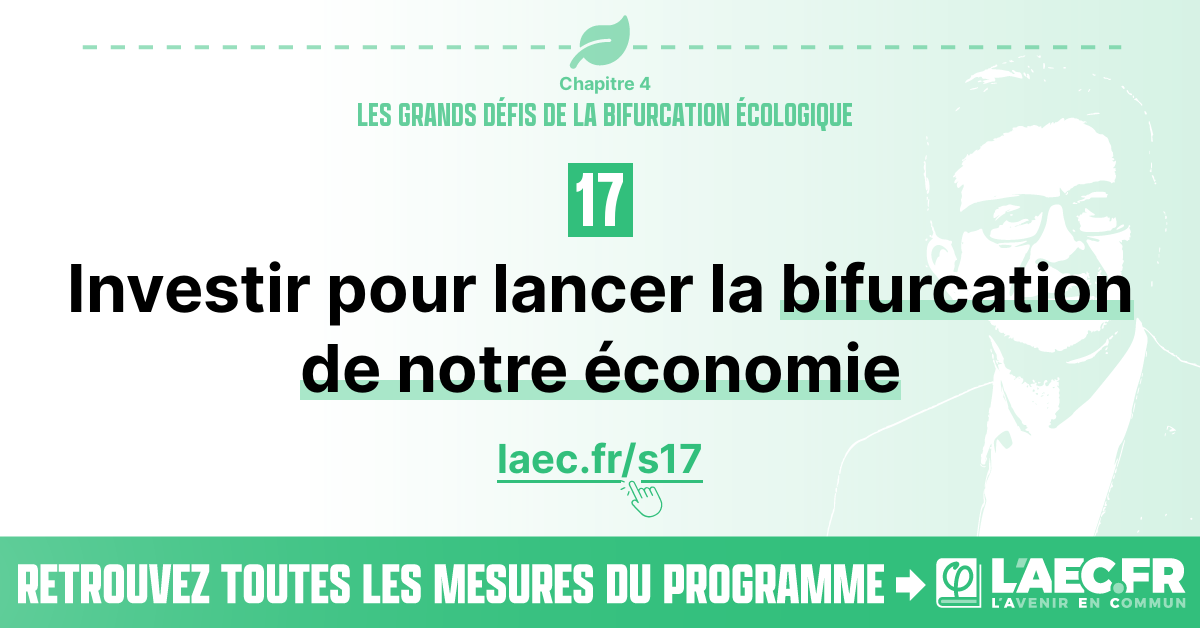 Chapitre 4
LES GRANDS DÉFIS DE LA BIFURCATION ÉCOLOGIQUE
17
Investir pour lancer la bifurcation
de notre économie
laec.fr/s17
RETROUVEZ TOUTES LES MESURES DU PROGRAMME
φ L'AEC.FR
L'AVENIR EN COMMUN